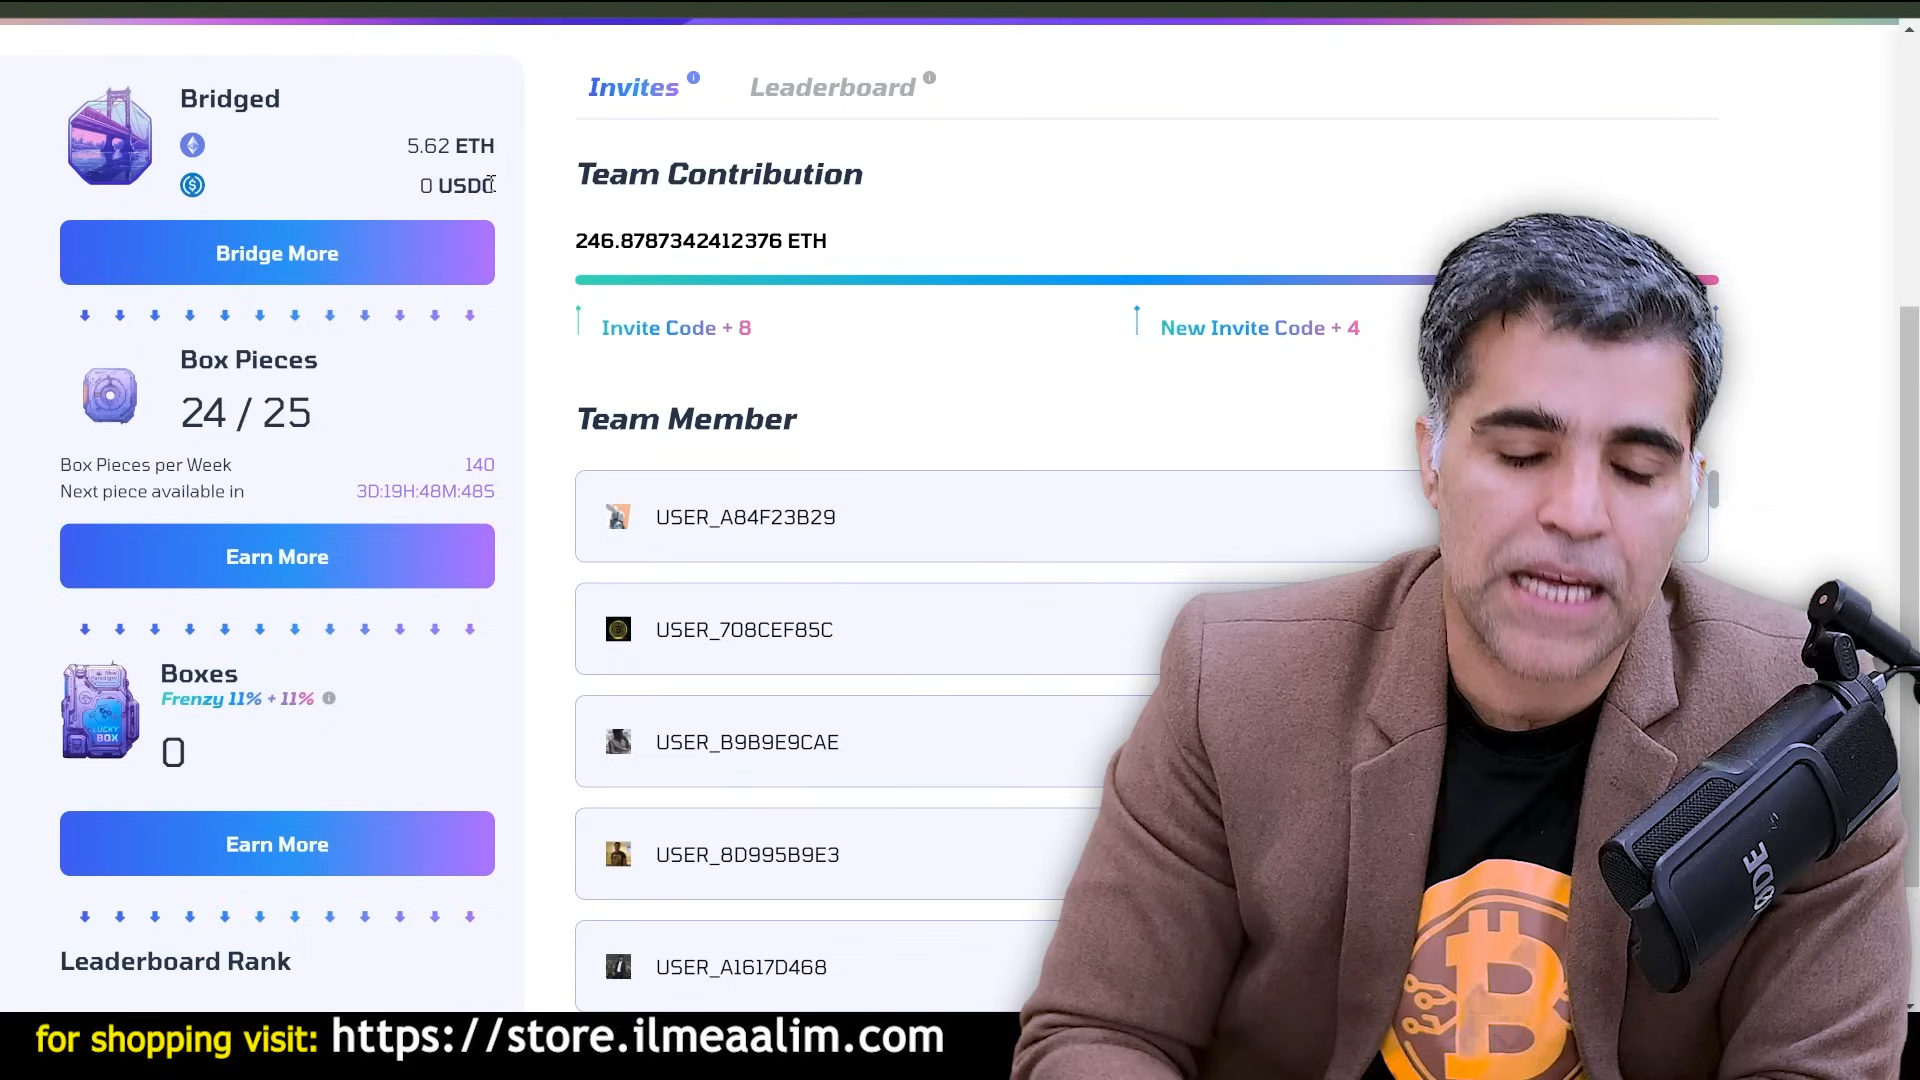 Bridged
5.62 ETH
0 USDC
Bridge More
Box Pieces
24 / 25
Box Pieces per Week 140
Next piece available in 3D:19H:48M:48S
Earn More
Boxes
Frenzy 11% + 11%
LUCKY
BOX
0
Earn More
Leaderboard Rank
Invites
Leaderboard
Team Contribution
246.8787342412376 ETH
Invite Code + 8
New Invite Code + 4
Team Member
USER_A84F23B29
USER_708CEF85C
USER_B9B9E9CAE
USER_8D995B9E3
USER_A1617D468
for shopping visit: https://store.ilmeaalim.com